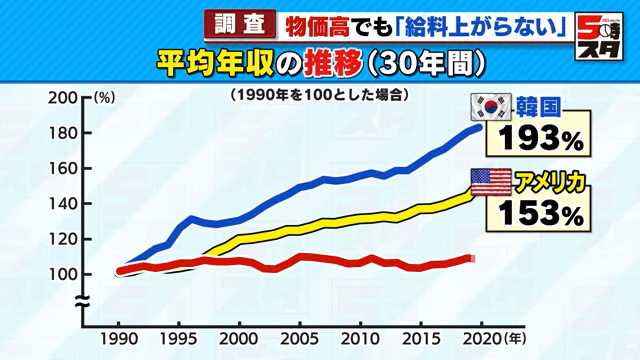 調査 物価高でも「給料上がらない」
5時スタ
平均年収の推移(30年間)
(1990年を100とした場合)
200 (%)
180
160
140
120
100
韓国
193%
アメリカ
153%
1990 1995 2000 2005 2010 2015 2020(年)